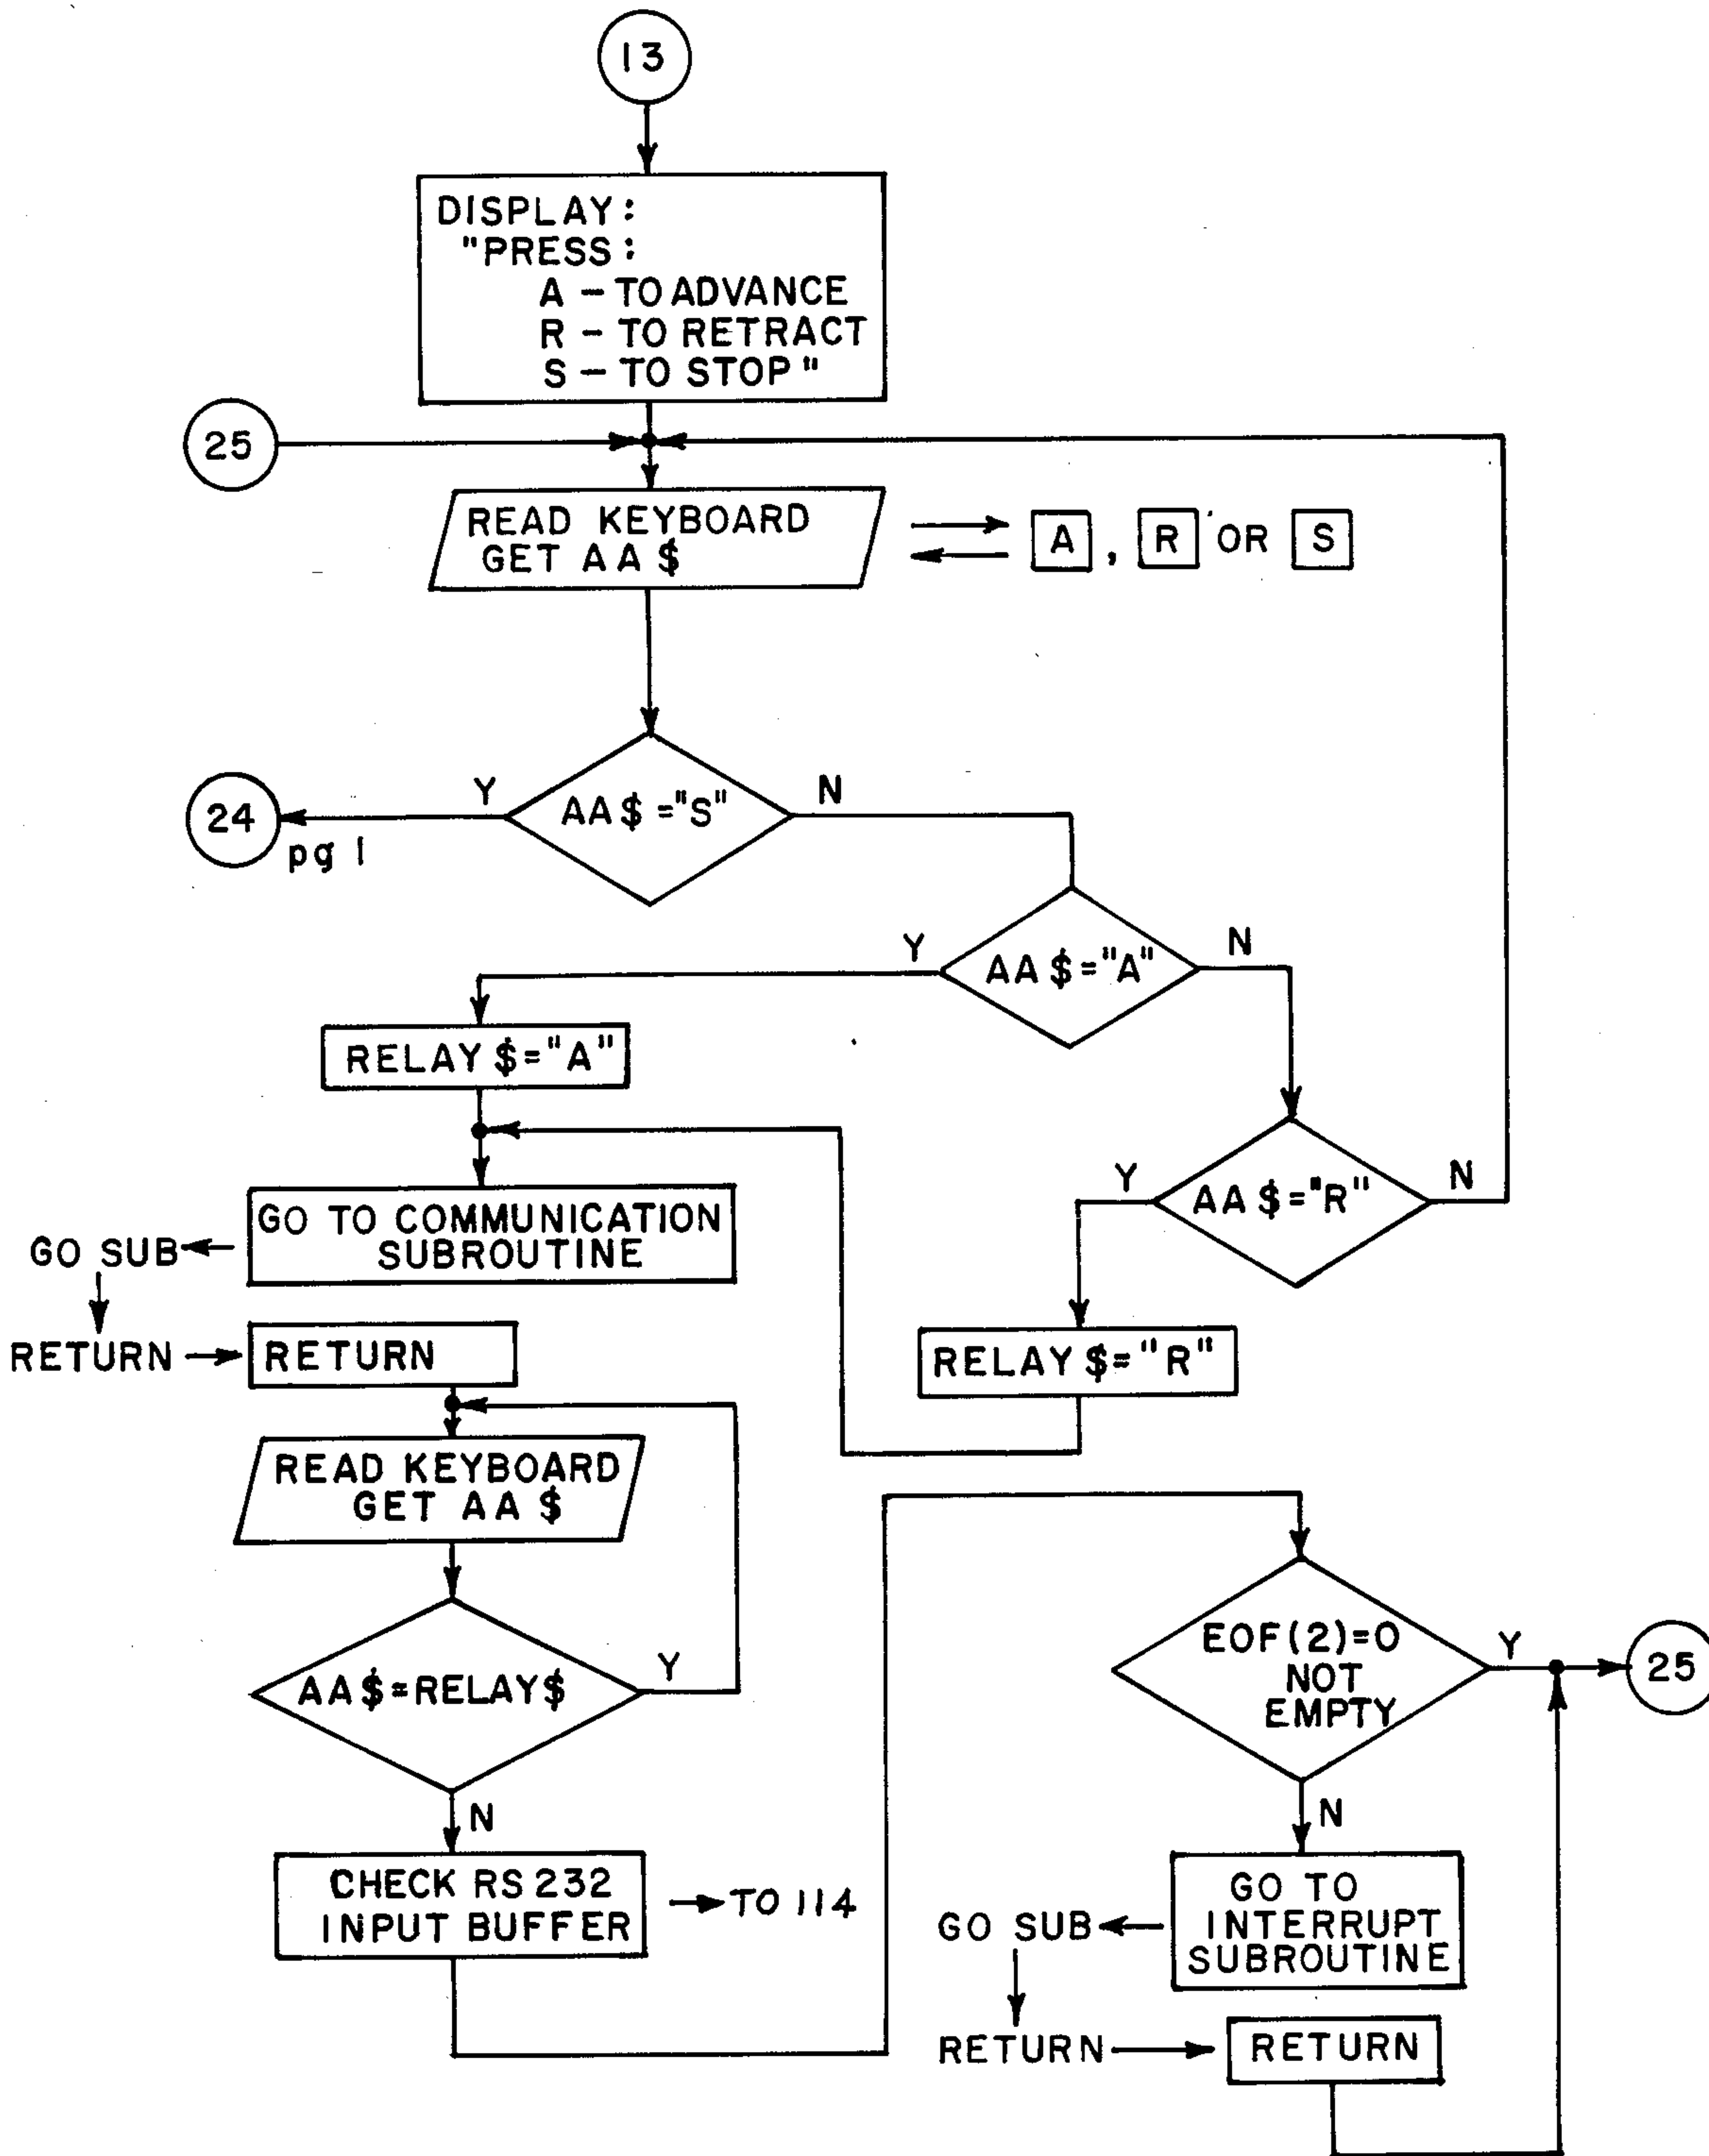 13
DISPLAY:
"PRESS:
A - TO ADVANCE
R - TO RETRACT
S - TO STOP"
25
READ KEYBOARD
GET AA$
A, R OR S
Y
AA$="S"
N
24
pg 1
Y
AA$="A"
N
RELAY$="A"
Y
AA$="R"
N
GO TO COMMUNICATION
SUBROUTINE
GO SUB
RETURN
RETURN
RELAY$="R"
READ KEYBOARD
GET AA$
AA$=RELAY$
Y
N
EOF(2)=0
NOT
EMPTY
Y
25
N
CHECK RS232
INPUT BUFFER
TO 114
GO TO
INTERRUPT
SUBROUTINE
GO SUB
RETURN
RETURN